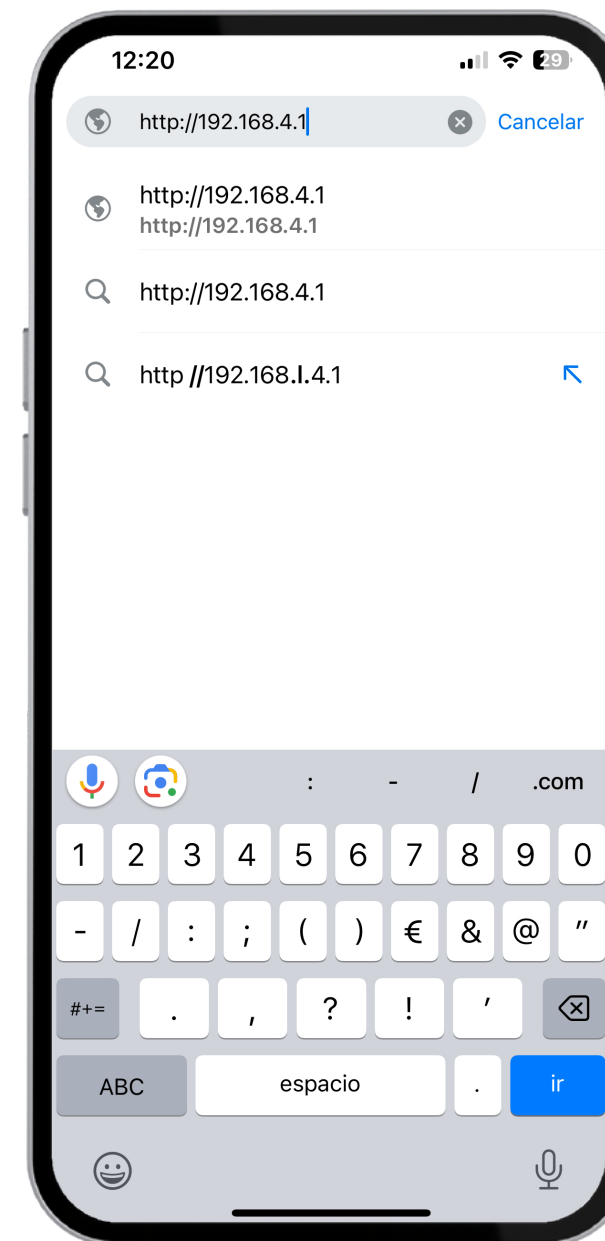 12:20 29
http://192.168.4.1 Cancelar
http://192.168.4.1
http://192.168.4.1
http://192.168.4.1
http //192.168.l.4.1
: - / .com
1 2 3 4 5 6 7 8 9 0
- / : ; ( ) € & @ "
#+= . , ? ! '
ABC espacio . ir